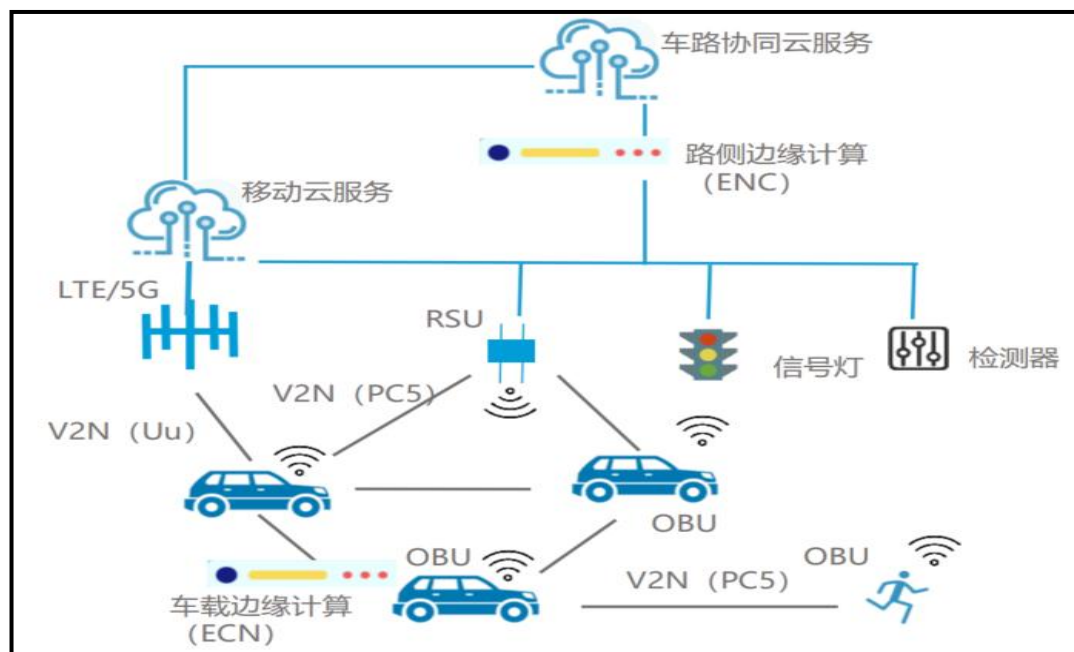 车路协同云服务
路侧边缘计算
(ENC)
移动云服务
LTE/5G
RSU
信号灯
检测器
V2N (PC5)
V2N (Uu)
OBU
OBU
OBU
V2N (PC5)
车载边缘计算
(ECN)